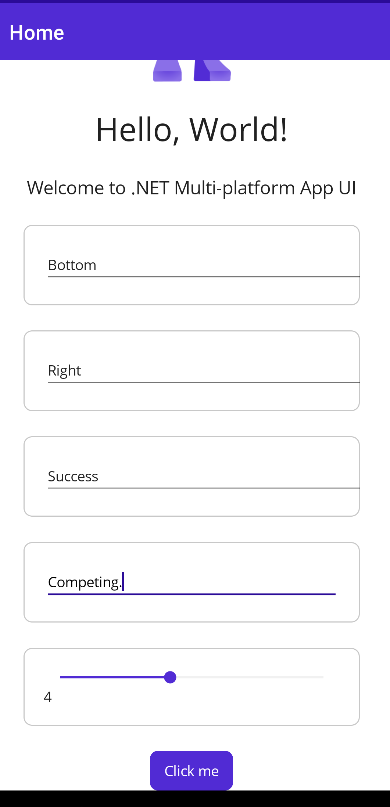 Home
Hello, World!
Welcome to .NET Multi-platform App UI
Bottom
Right
Success
Competing.
4
Click me